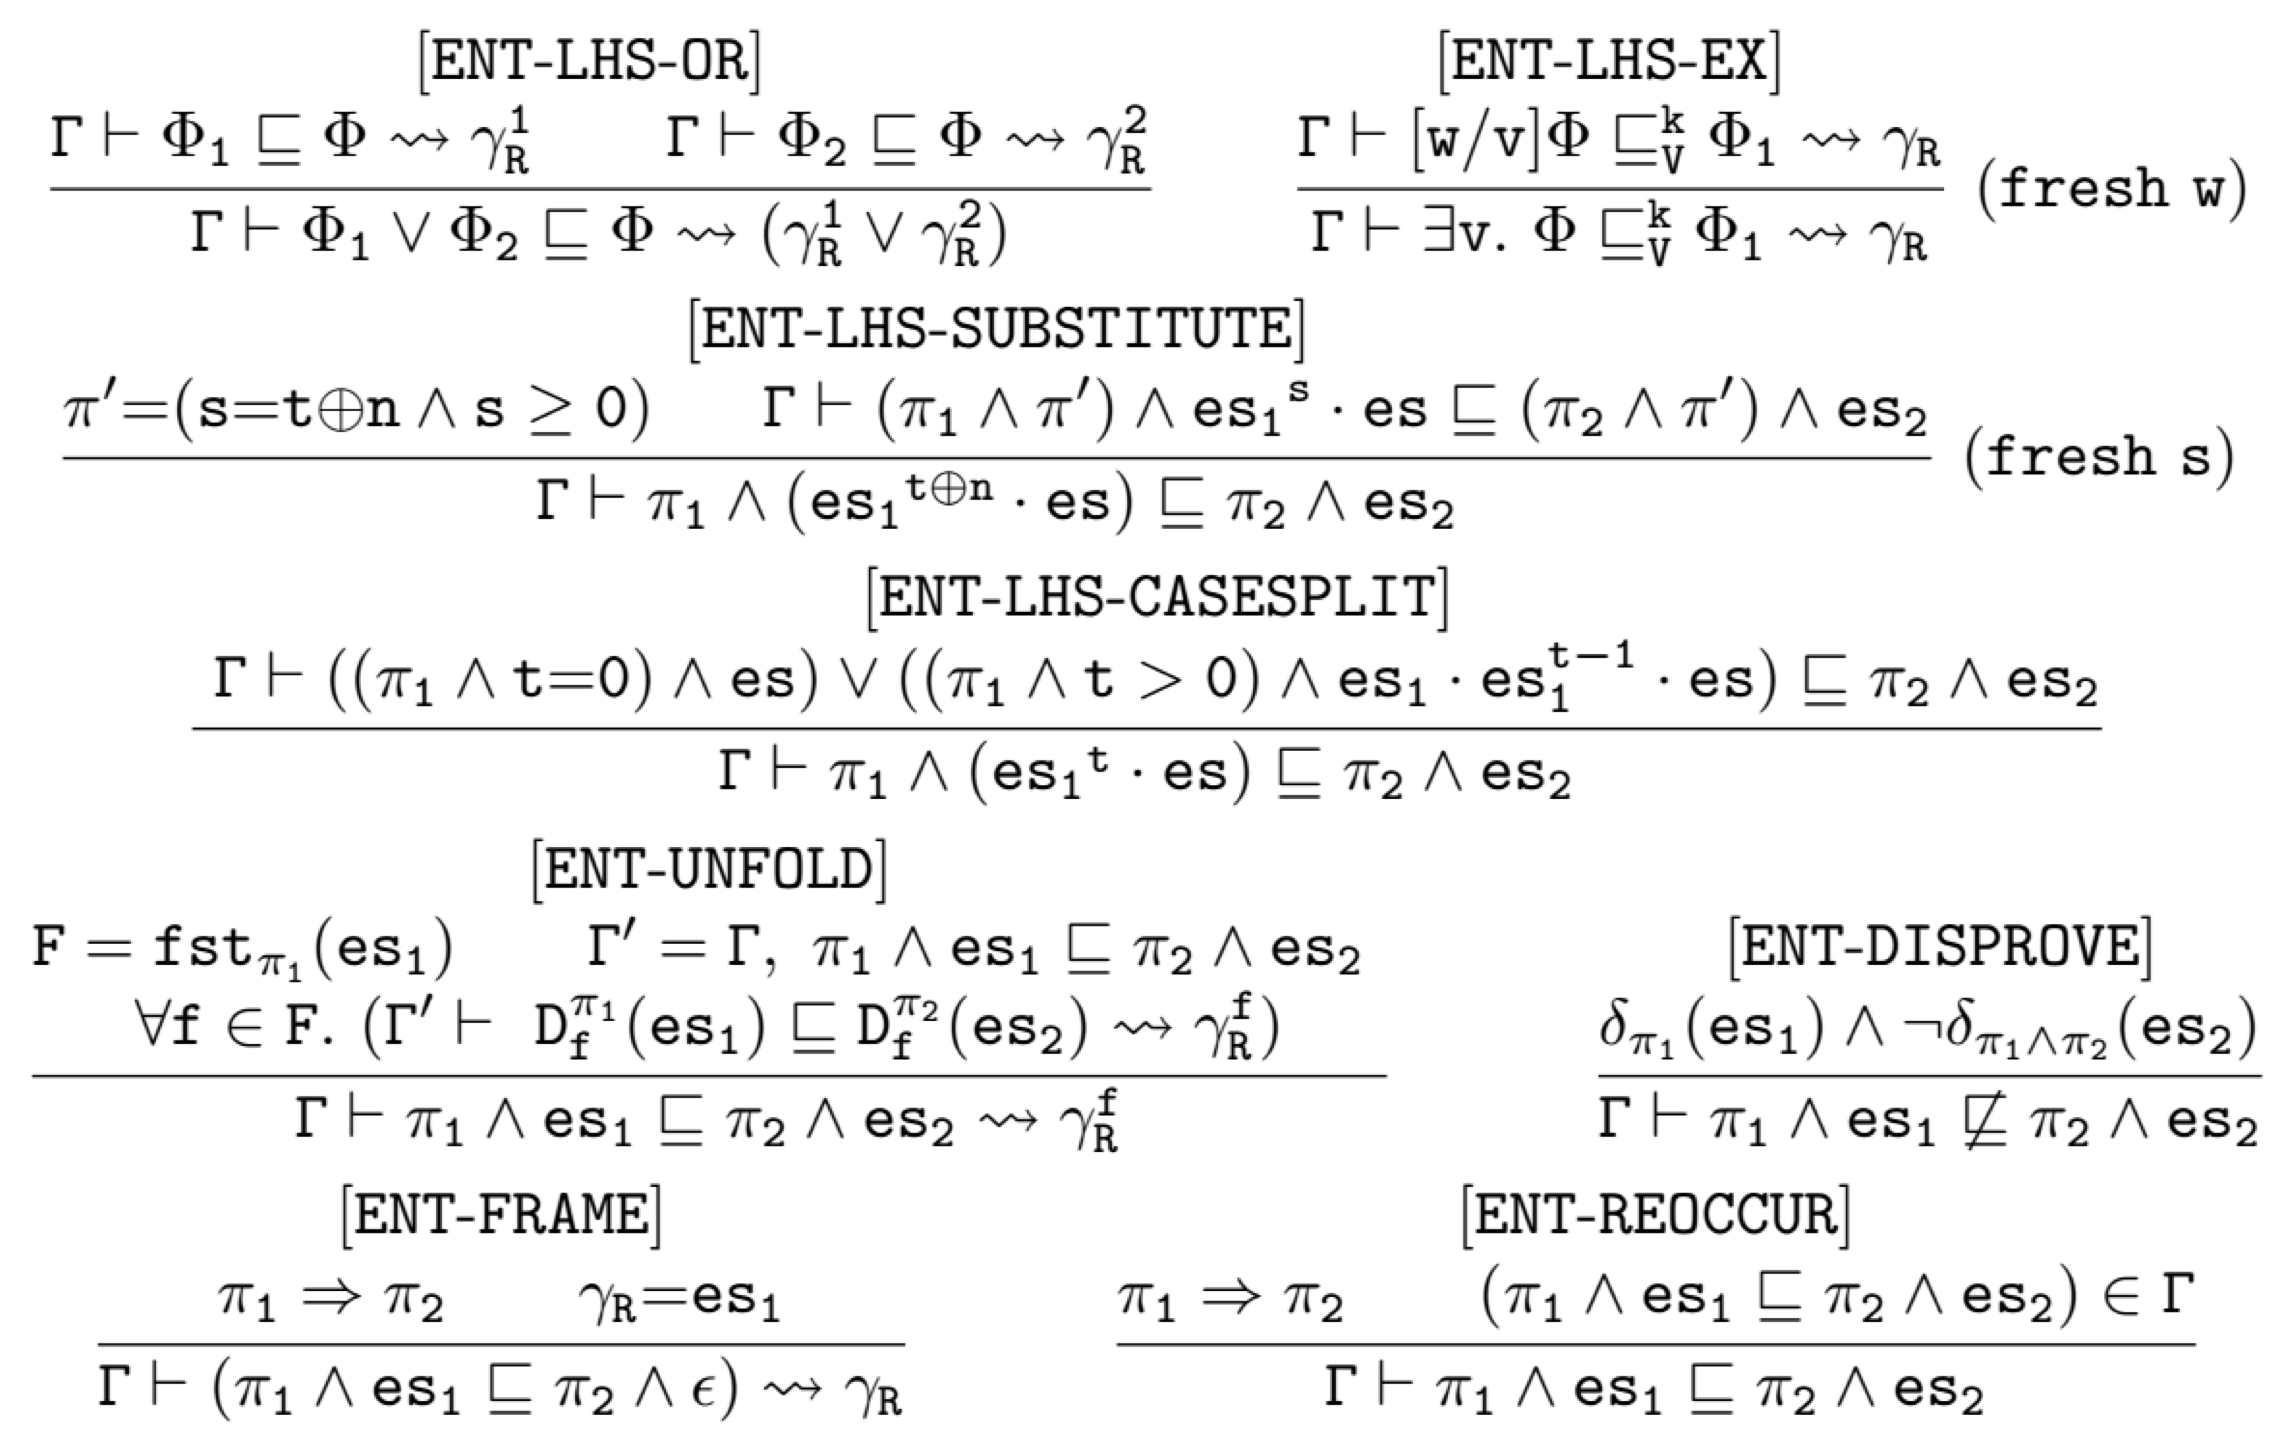 [ENT-LHS-OR] [ENT-LHS-EX]
Γ ⊢ Φ₁ ⊑ Φ ⇝ γ_R^1    Γ ⊢ Φ₂ ⊑ Φ ⇝ γ_R^2    Γ ⊢ [w/v]Φ ⊑_V^k Φ₁ ⇝ γ_R
(fresh w)
Γ ⊢ Φ₁ ∨ Φ₂ ⊑ Φ ⇝ (γ_R^1 ∨ γ_R^2)    Γ ⊢ ∃v. Φ ⊑_V^k Φ₁ ⇝ γ_R
[ENT-LHS-SUBSTITUTE]
π′=(s=t⊕n ∧ s ≥ 0)    Γ ⊢ (π₁ ∧ π′) ∧ es₁^s · es ⊑ (π₂ ∧ π′) ∧ es₂
(fresh s)
Γ ⊢ π₁ ∧ (es₁^{t⊕n} · es) ⊑ π₂ ∧ es₂
[ENT-LHS-CASESPLIT]
Γ ⊢ ((π₁ ∧ t=0) ∧ es) ∨ ((π₁ ∧ t > 0) ∧ es₁ · es₁^{t−1} · es) ⊑ π₂ ∧ es₂
Γ ⊢ π₁ ∧ (es₁^t · es) ⊑ π₂ ∧ es₂
[ENT-UNFOLD]
F = fst_{π₁}(es₁)    Γ′ = Γ, π₁ ∧ es₁ ⊑ π₂ ∧ es₂
∀f ∈ F. (Γ′ ⊢ D_f^{π₁}(es₁) ⊑ D_f^{π₂}(es₂) ⇝ γ_R^f)
Γ ⊢ π₁ ∧ es₁ ⊑ π₂ ∧ es₂ ⇝ γ_R^f
[ENT-DISPROVE]
δ_{π₁}(es₁) ∧ ¬δ_{π₁∧π₂}(es₂)
Γ ⊢ π₁ ∧ es₁ ⋢ π₂ ∧ es₂
[ENT-FRAME]
π₁ ⇒ π₂    γ_R=es₁
Γ ⊢ (π₁ ∧ es₁ ⊑ π₂ ∧ ϵ) ⇝ γ_R
[ENT-REOCCUR]
π₁ ⇒ π₂    (π₁ ∧ es₁ ⊑ π₂ ∧ es₂) ∈ Γ
Γ ⊢ π₁ ∧ es₁ ⊑ π₂ ∧ es₂